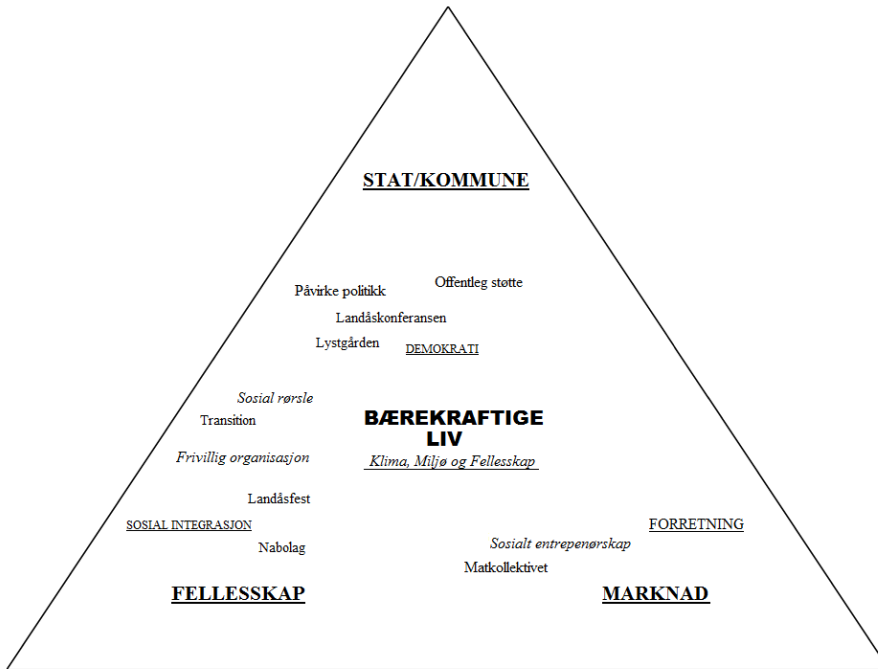 STAT/KOMMUNE
Offentleg støtte
Påvirke politikk
Landåskonferansen
Lystgården
DEMOKRATI
Sosial rørsle
Transition
BÆREKRAFTIGE
LIV
Klima, Miljø og Fellesskap
Frivillig organisasjon
Landåsfest
SOSIAL INTEGRASJON
FORRETNING
Nabolag
Sosialt entrepenørskap
Matkollektivet
FELLESSKAP
MARKNAD